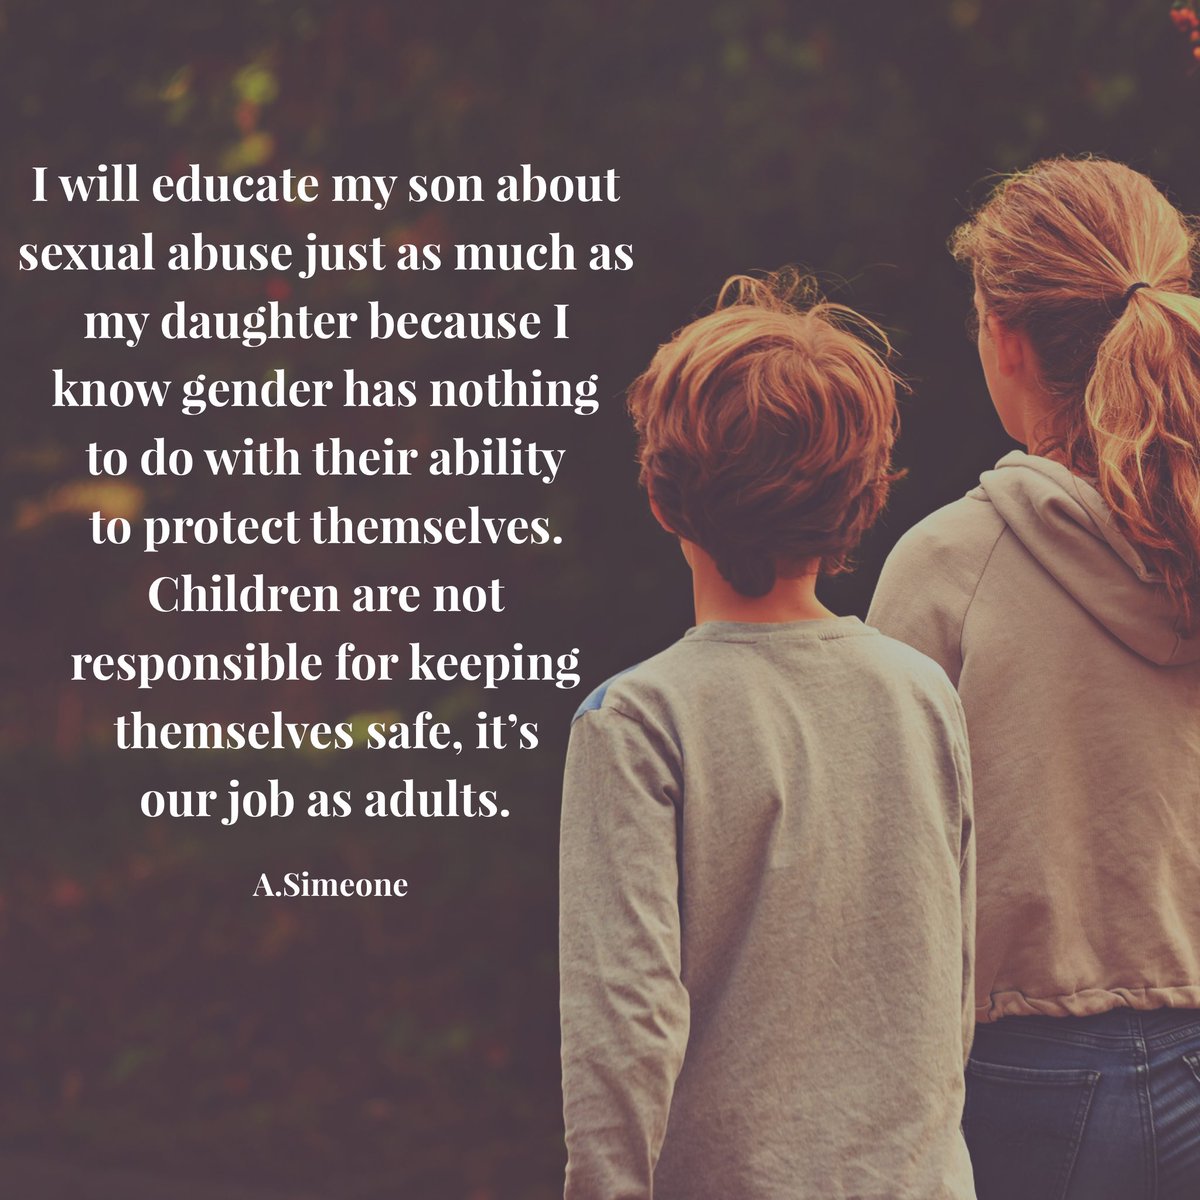 I will educate my son about
sexual abuse just as much as
my daughter because I
know gender has nothing
to do with their ability
to protect themselves.
Children are not
responsible for keeping
themselves safe, it’s
our job as adults.
A.Simeone